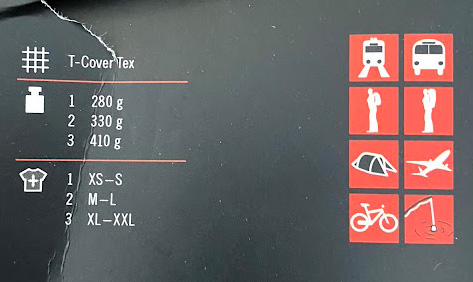 T-Cover Tex
1 280 g
2 330 g
3 410 g
1 XS–S
2 M–L
3 XL–XXL